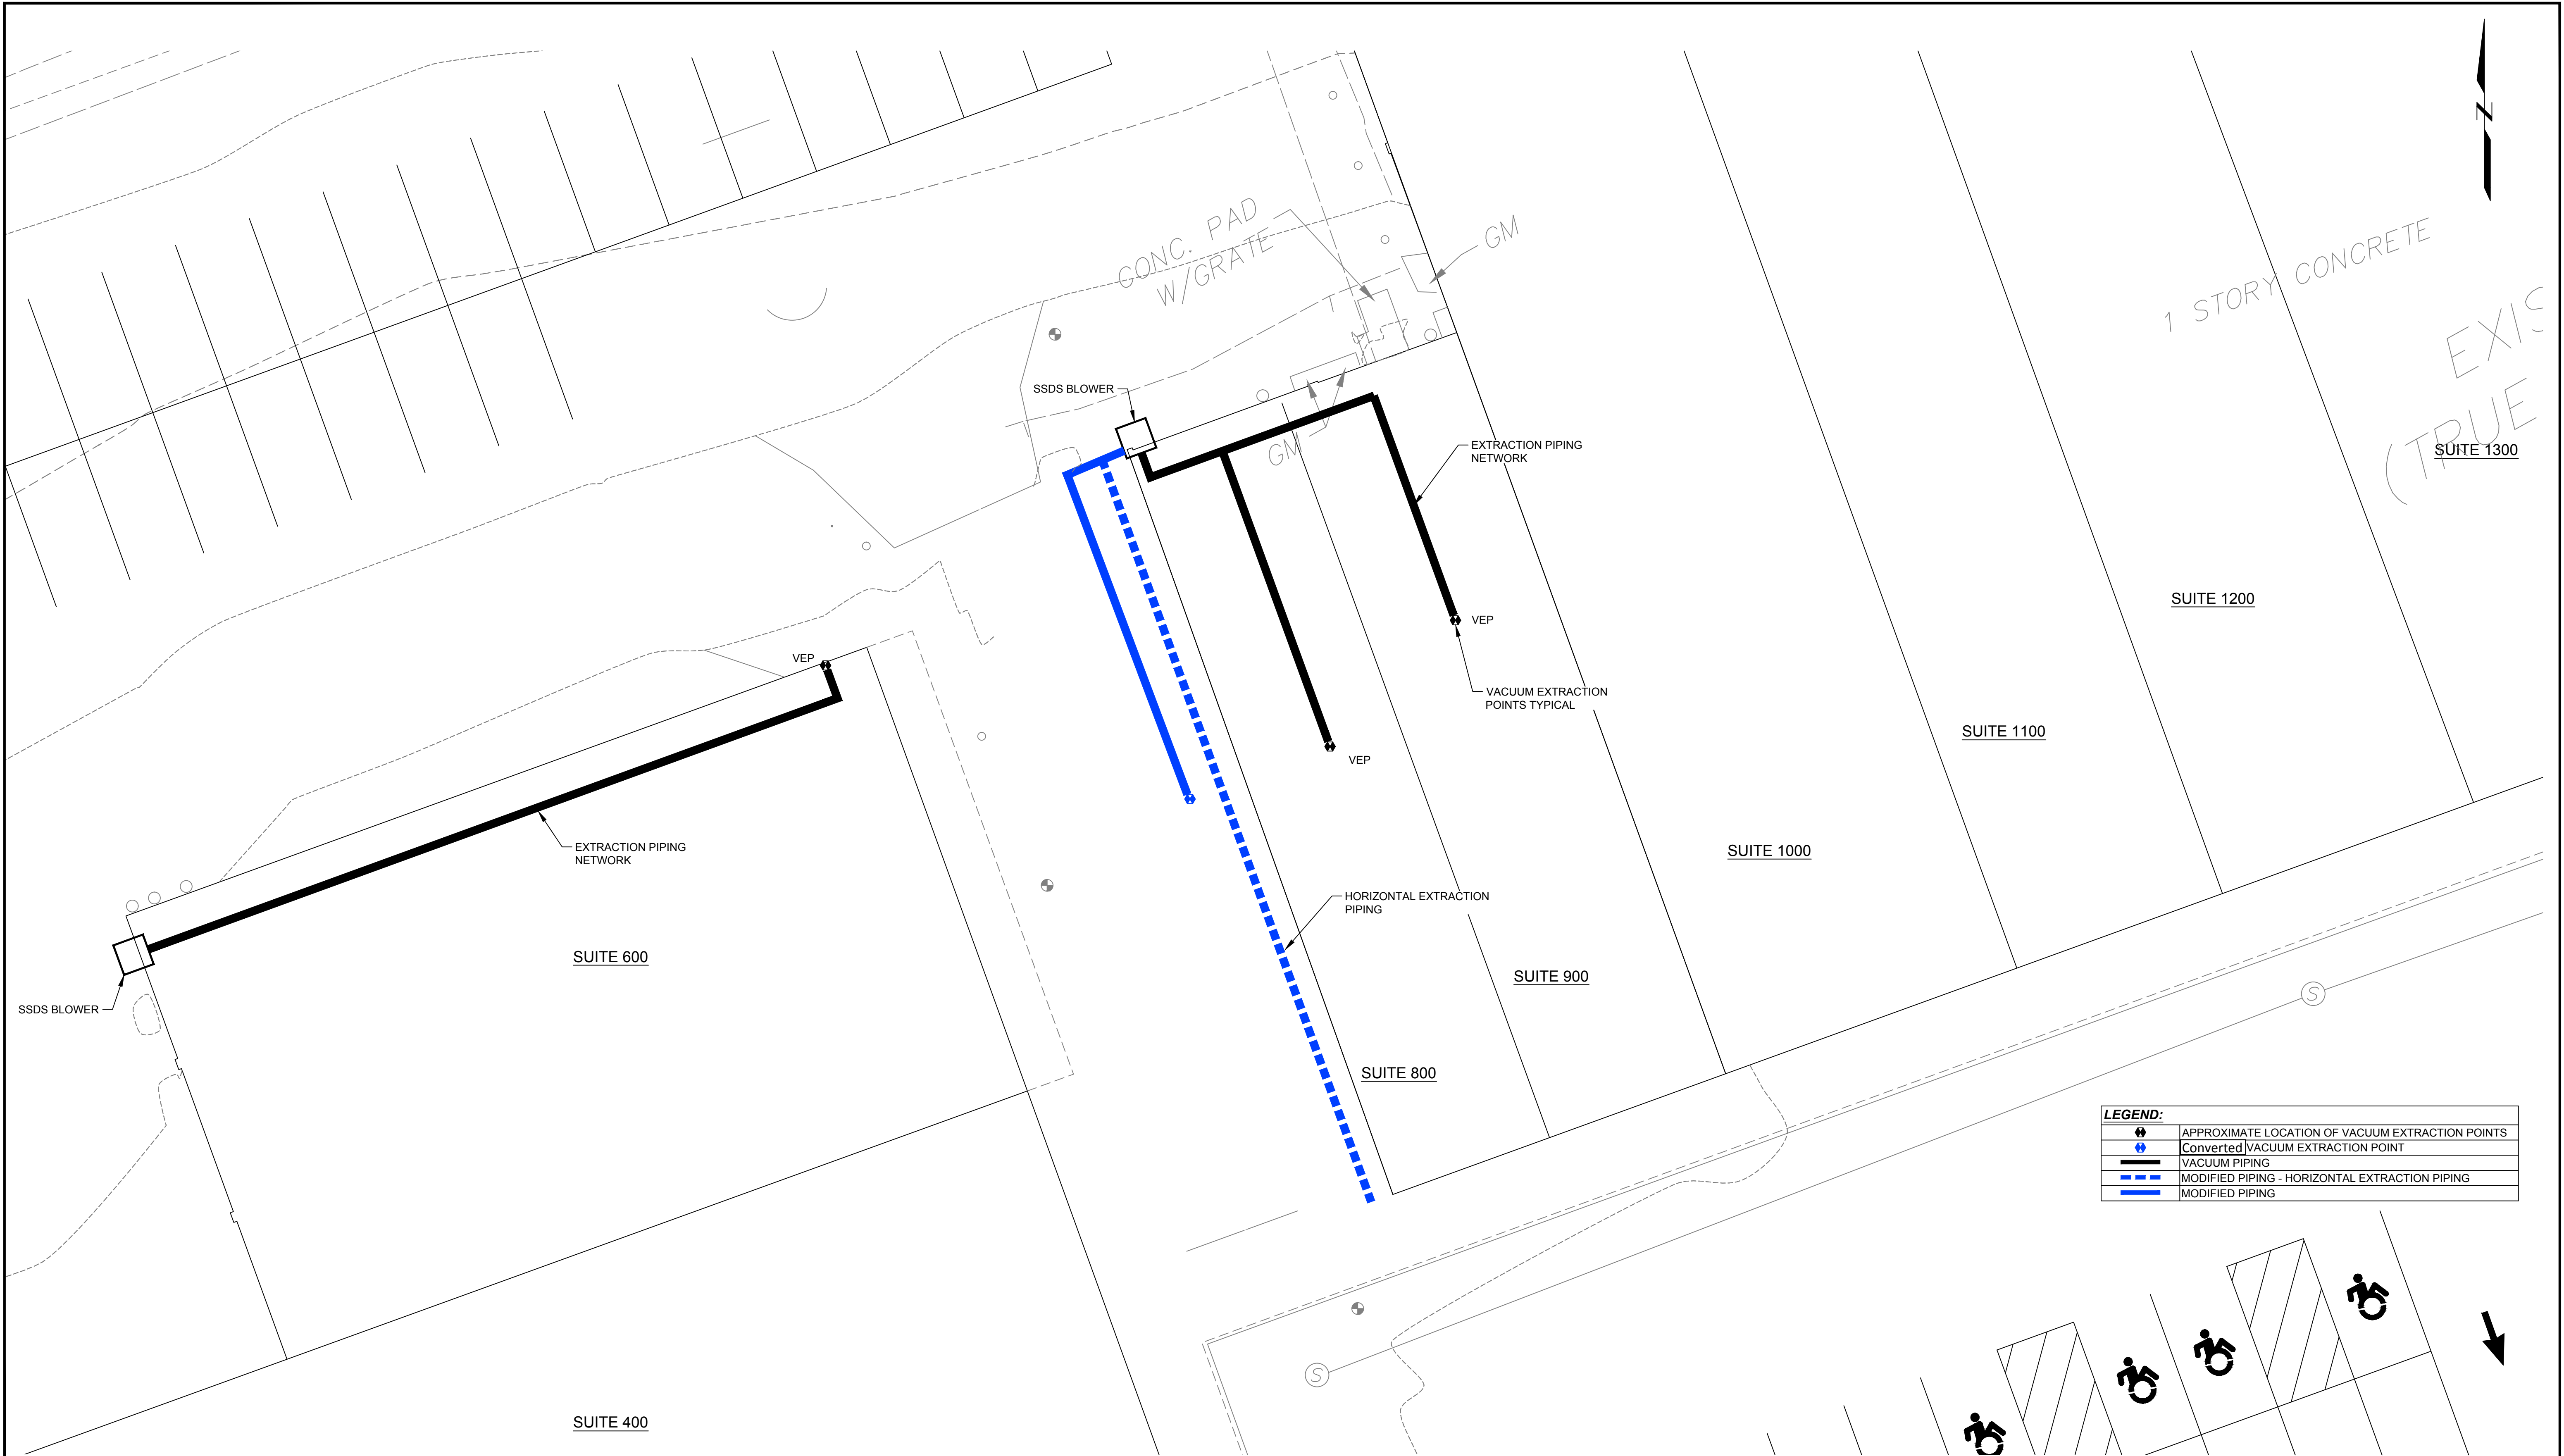 N
CONC. PAD
W/GRATE
GM
1 STORY CONCRETE
EXIS
(TRUE
SUITE 1300
SSDS BLOWER
GM
EXTRACTION PIPING
NETWORK
SUITE 1200
VEP
VEP
VACUUM EXTRACTION
POINTS TYPICAL
SUITE 1100
VEP
EXTRACTION PIPING
NETWORK
SUITE 1000
HORIZONTAL EXTRACTION
PIPING
SUITE 600
SUITE 900
S
SSDS BLOWER
SUITE 800
LEGEND:
APPROXIMATE LOCATION OF VACUUM EXTRACTION POINTS
Converted VACUUM EXTRACTION POINT
VACUUM PIPING
MODIFIED PIPING - HORIZONTAL EXTRACTION PIPING
MODIFIED PIPING
S
SUITE 400